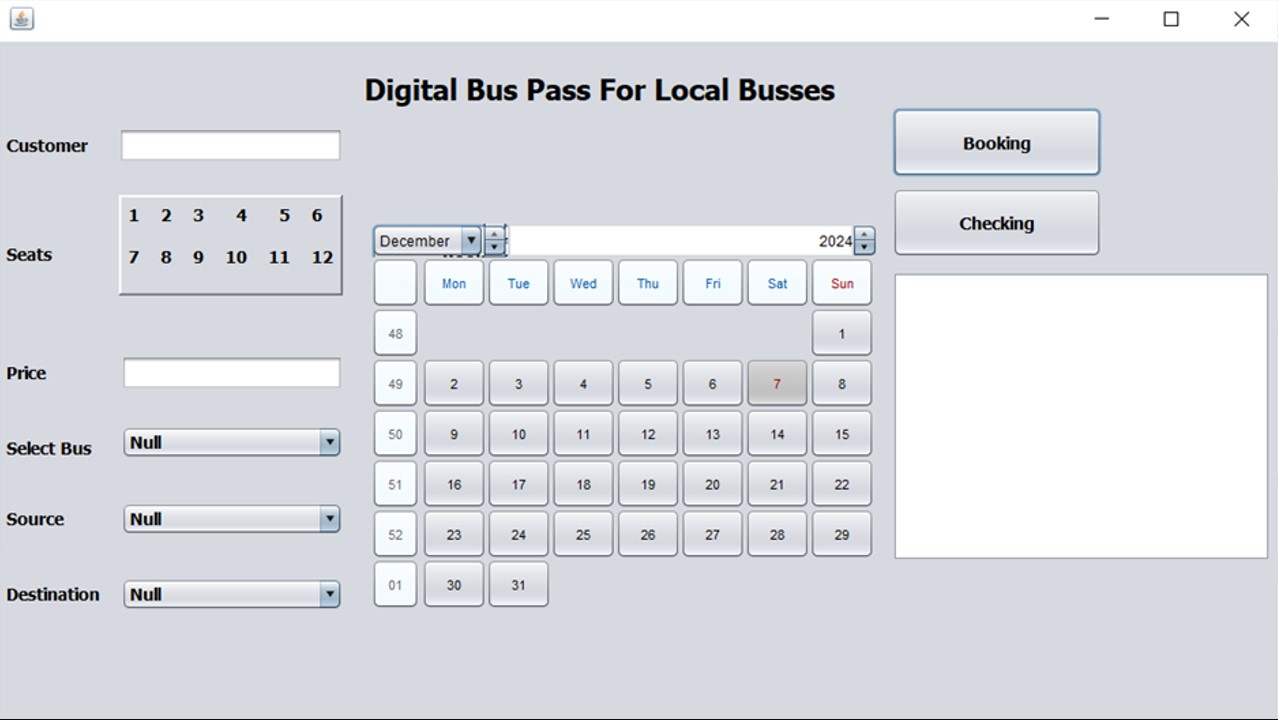 Digital Bus Pass For Local Busses
Customer
Seats
1 2 3 4 5 6
7 8 9 10 11 12
Price
Select Bus Null
Source Null
Destination Null
December 2024
Mon Tue Wed Thu Fri Sat Sun
48 1
49 2 3 4 5 6 7 8
50 9 10 11 12 13 14 15
51 16 17 18 19 20 21 22
52 23 24 25 26 27 28 29
01 30 31
Booking
Checking